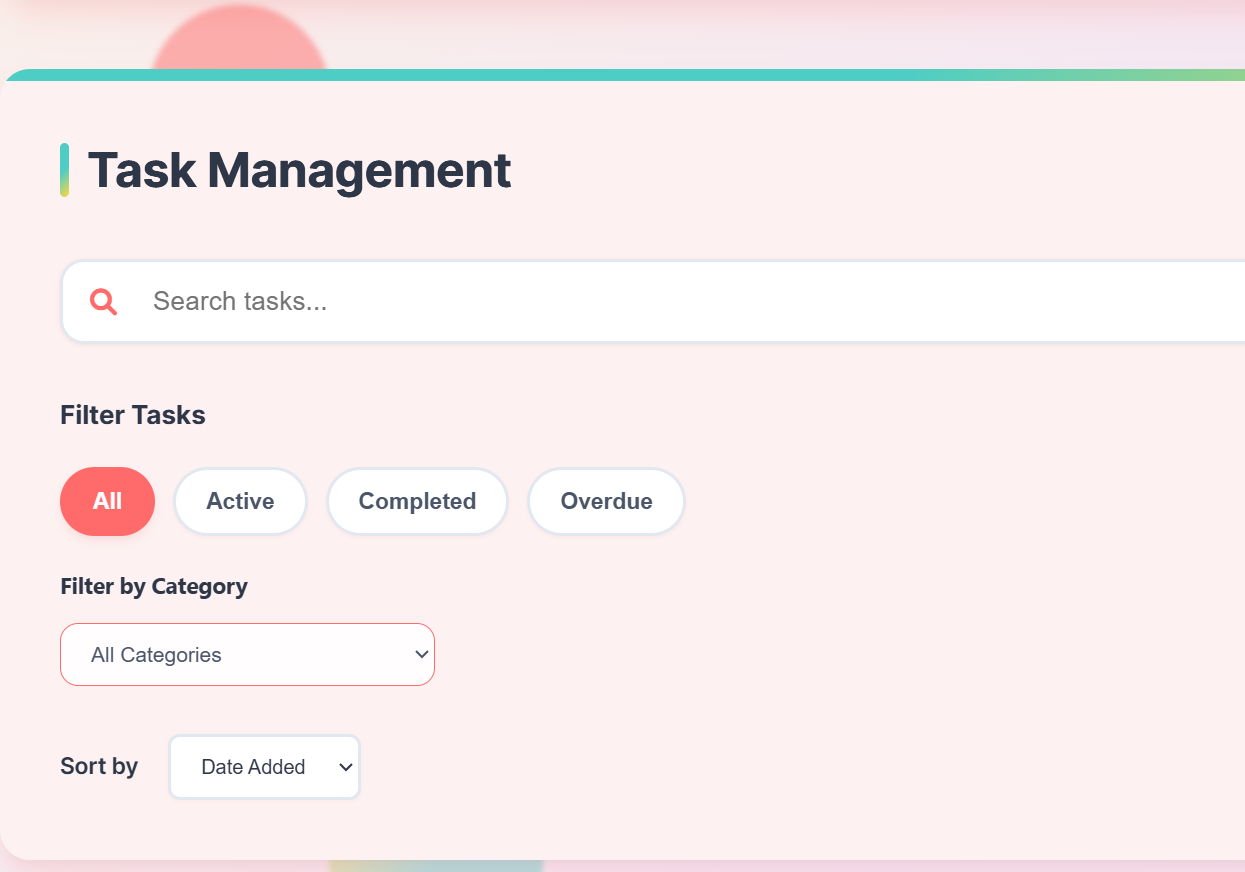 Task Management
Search tasks...
Filter Tasks
All Active Completed Overdue
Filter by Category
All Categories
Sort by Date Added